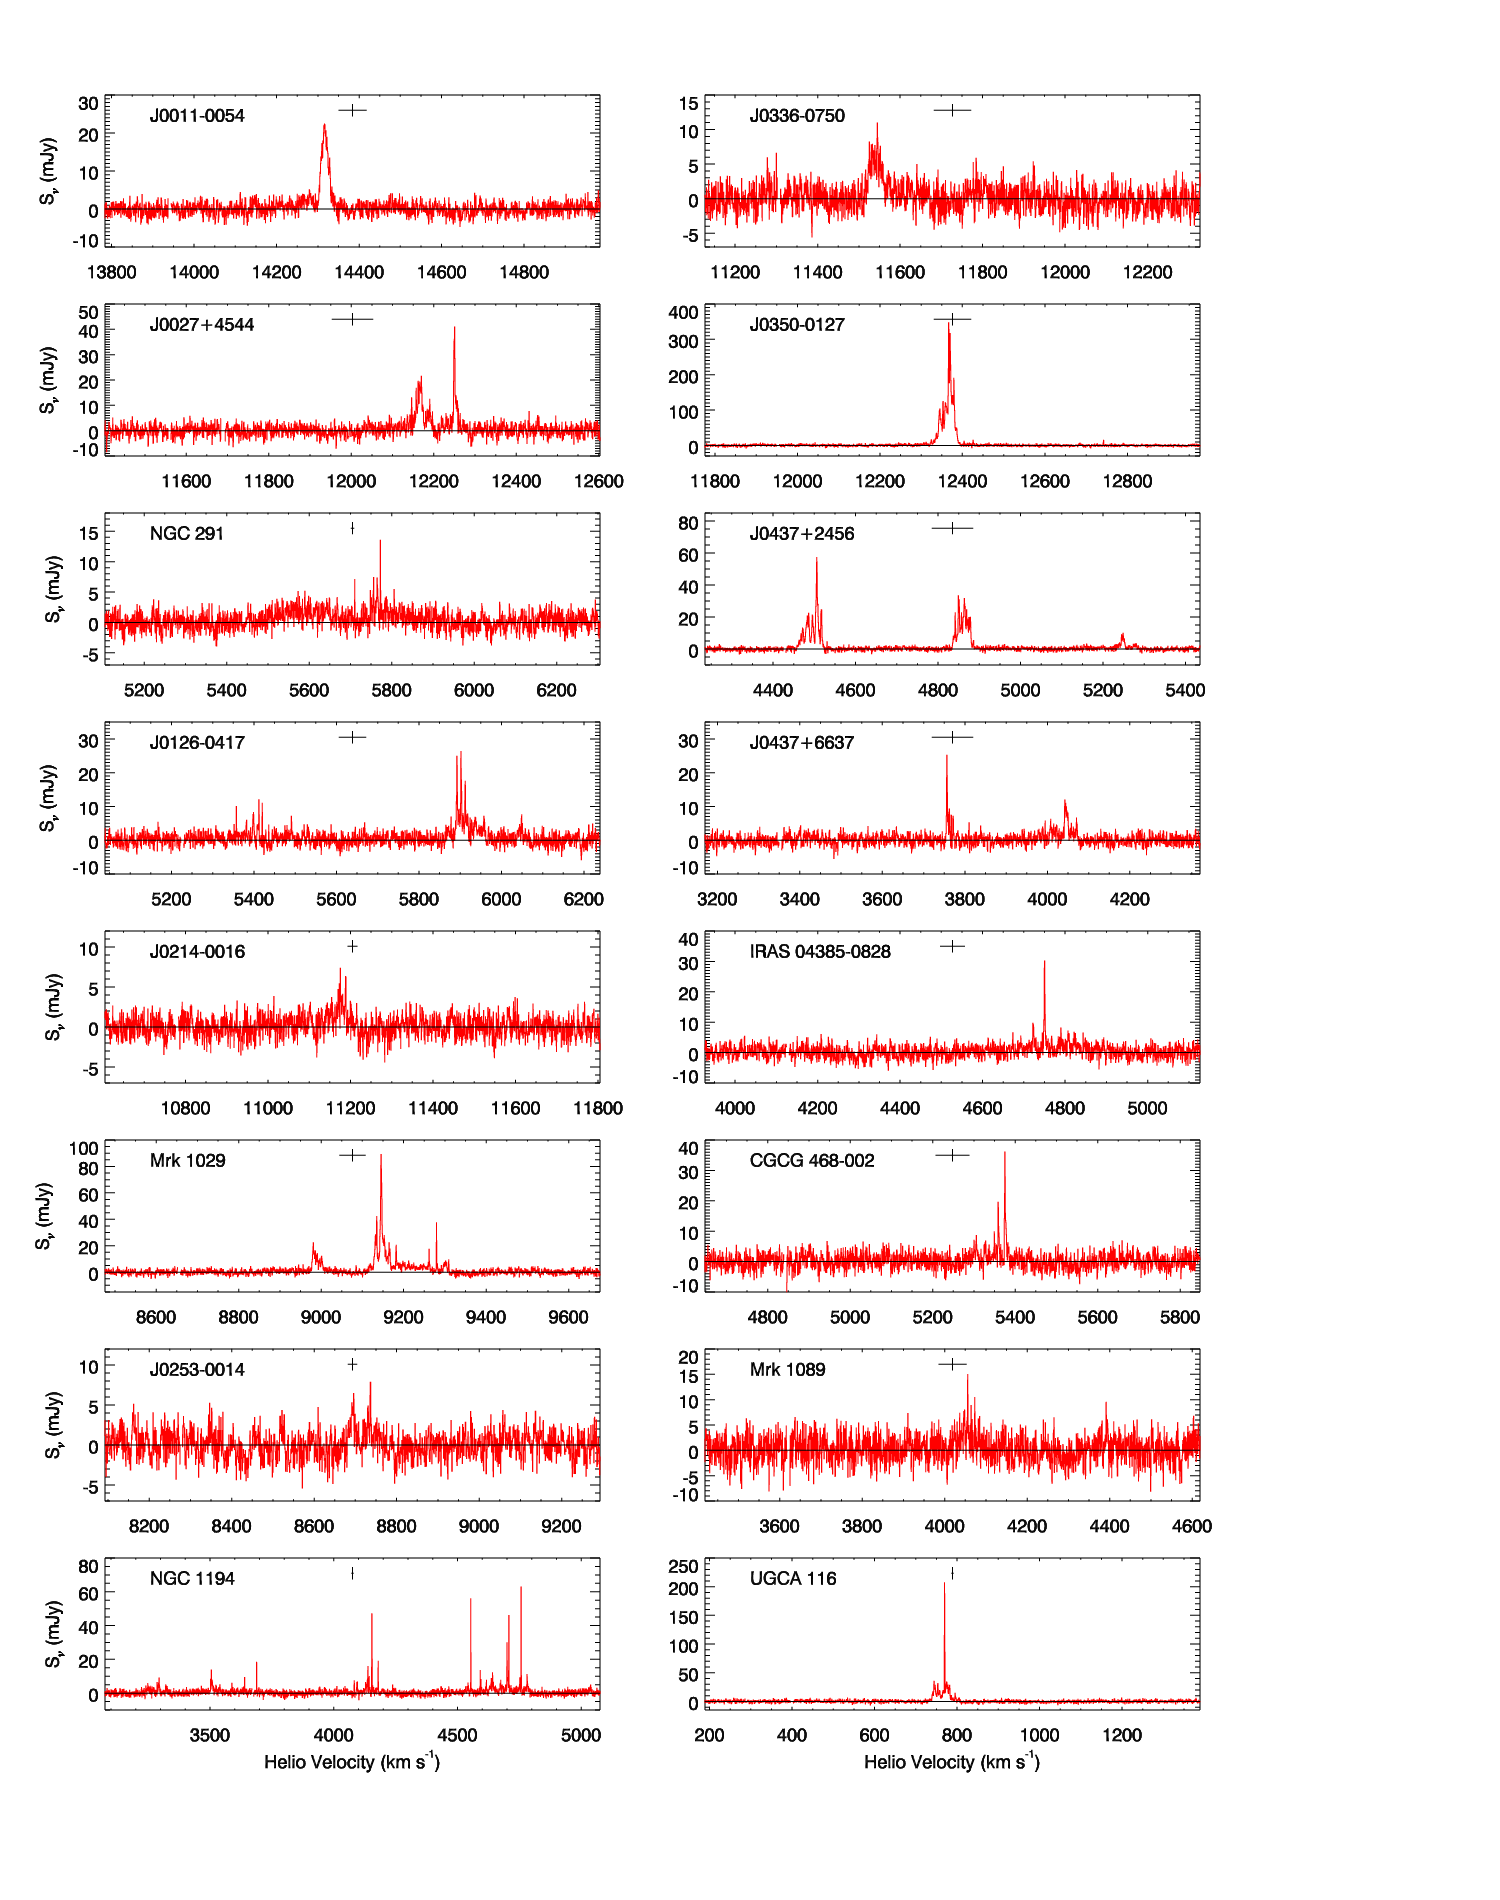 30 J0011-0054
20
10
0
-10
S𝜈 (mJy)
13800 14000 14200 14400 14600 14800
15 J0336-0750
10
5
0
-5
11200 11400 11600 11800 12000 12200
50 J0027+4544
40
30
20
10
0
-10
S𝜈 (mJy)
11600 11800 12000 12200 12400 12600
400 J0350-0127
300
200
100
0
11800 12000 12200 12400 12600 12800
15 NGC 291
10
5
0
-5
S𝜈 (mJy)
5200 5400 5600 5800 6000 6200
80 J0437+2456
60
40
20
0
4400 4600 4800 5000 5200 5400
30 J0126-0417
20
10
0
-10
S𝜈 (mJy)
5200 5400 5600 5800 6000 6200
30 J0437+6637
20
10
0
-10
3200 3400 3600 3800 4000 4200
10 J0214-0016
5
0
-5
S𝜈 (mJy)
10800 11000 11200 11400 11600 11800
40 IRAS 04385-0828
30
20
10
0
-10
4000 4200 4400 4600 4800 5000
100 Mrk 1029
80
60
40
20
0
S𝜈 (mJy)
8600 8800 9000 9200 9400 9600
40 CGCG 468-002
30
20
10
0
-10
4800 5000 5200 5400 5600 5800
10 J0253-0014
5
0
-5
S𝜈 (mJy)
8200 8400 8600 8800 9000 9200
20 Mrk 1089
15
10
5
0
-5
-10
3600 3800 4000 4200 4400 4600
80 NGC 1194
60
40
20
0
S𝜈 (mJy)
3500 4000 4500 5000
Helio Velocity (km s⁻¹)
250 UGCA 116
200
150
100
50
0
200 400 600 800 1000 1200
Helio Velocity (km s⁻¹)